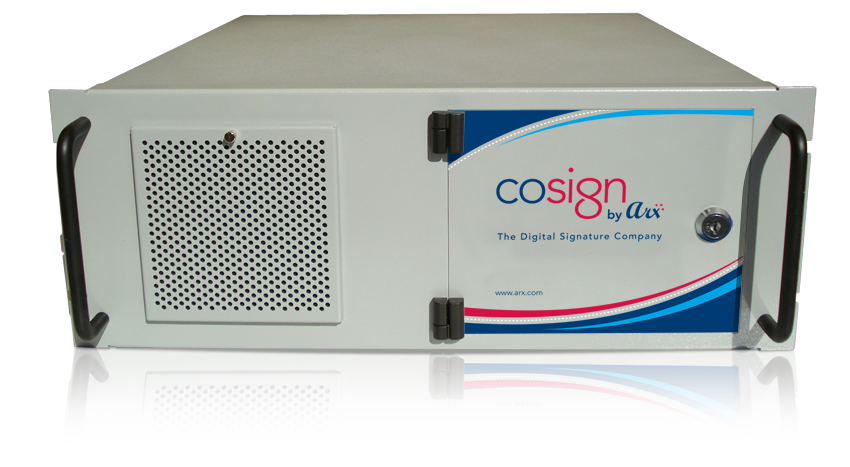 cosign
by arx
The Digital Signature Company
www.arx.com